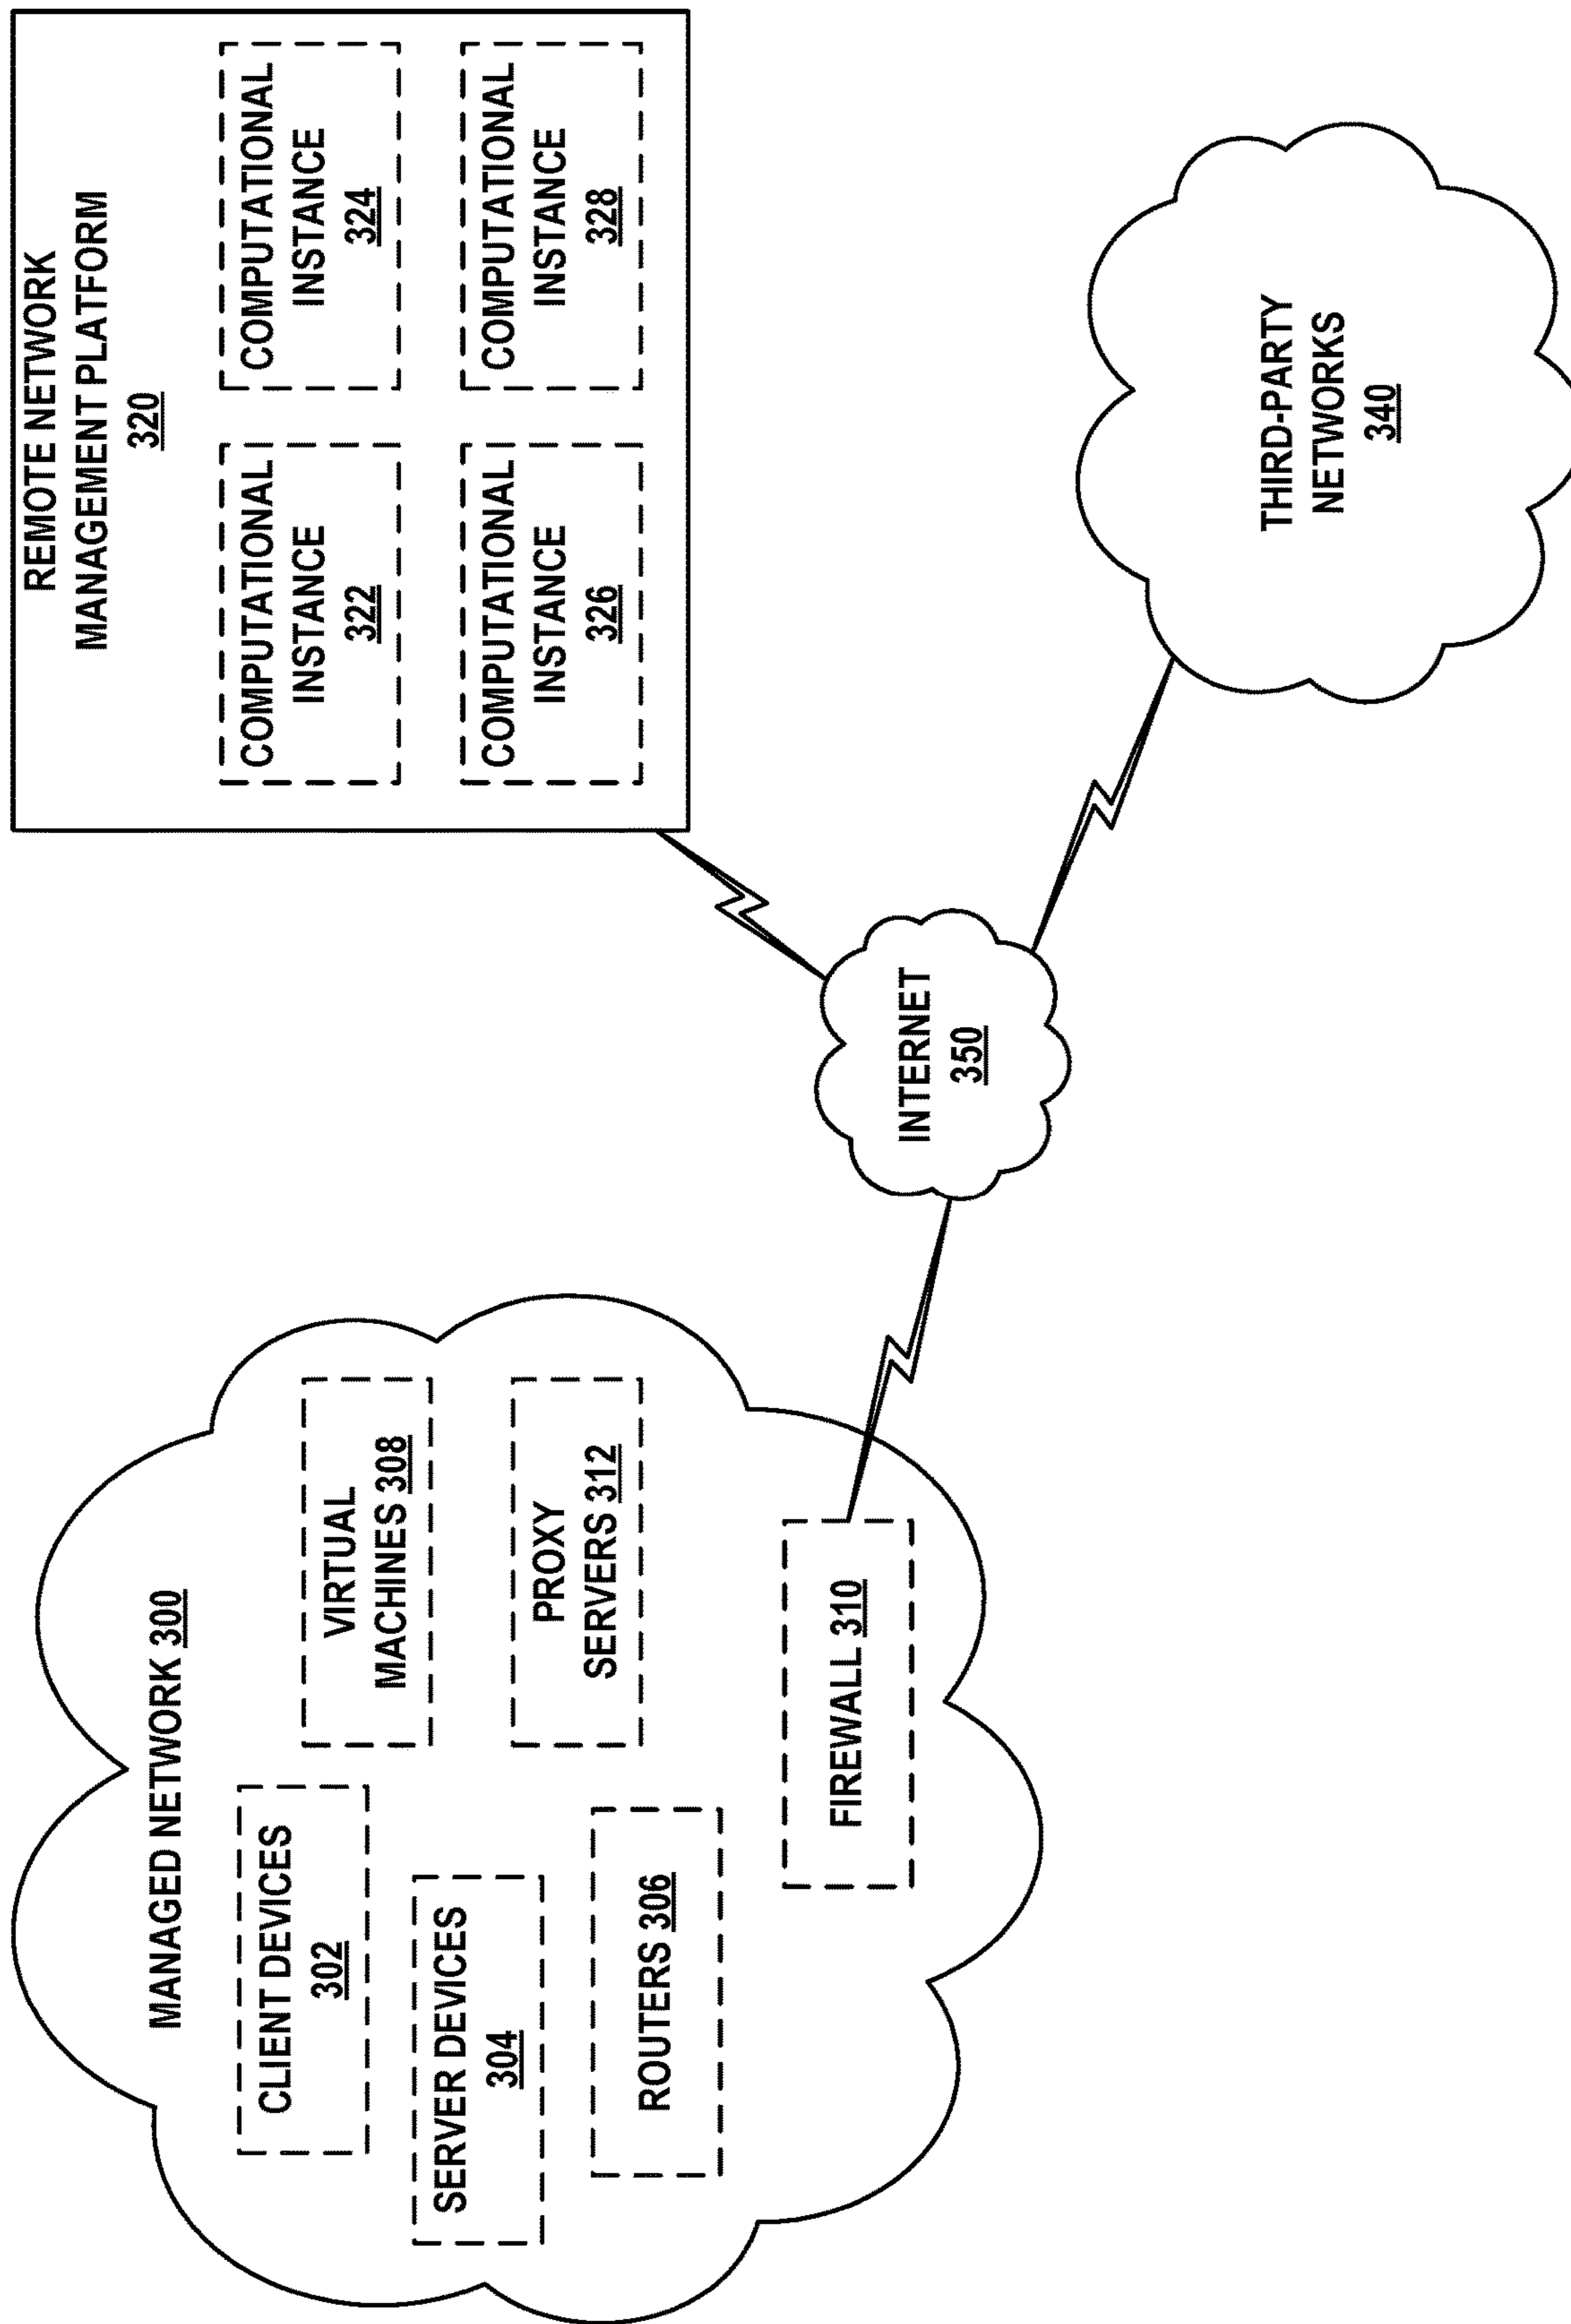 MANAGED NETWORK 300
CLIENT DEVICES
302
VIRTUAL
MACHINES 308
SERVER DEVICES
304
PROXY
SERVERS 312
ROUTERS 306
FIREWALL 310
INTERNET
350
REMOTE NETWORK
MANAGEMENT PLATFORM
320
COMPUTATIONAL
INSTANCE
322
COMPUTATIONAL
INSTANCE
324
COMPUTATIONAL
INSTANCE
326
COMPUTATIONAL
INSTANCE
328
THIRD-PARTY
NETWORKS
340